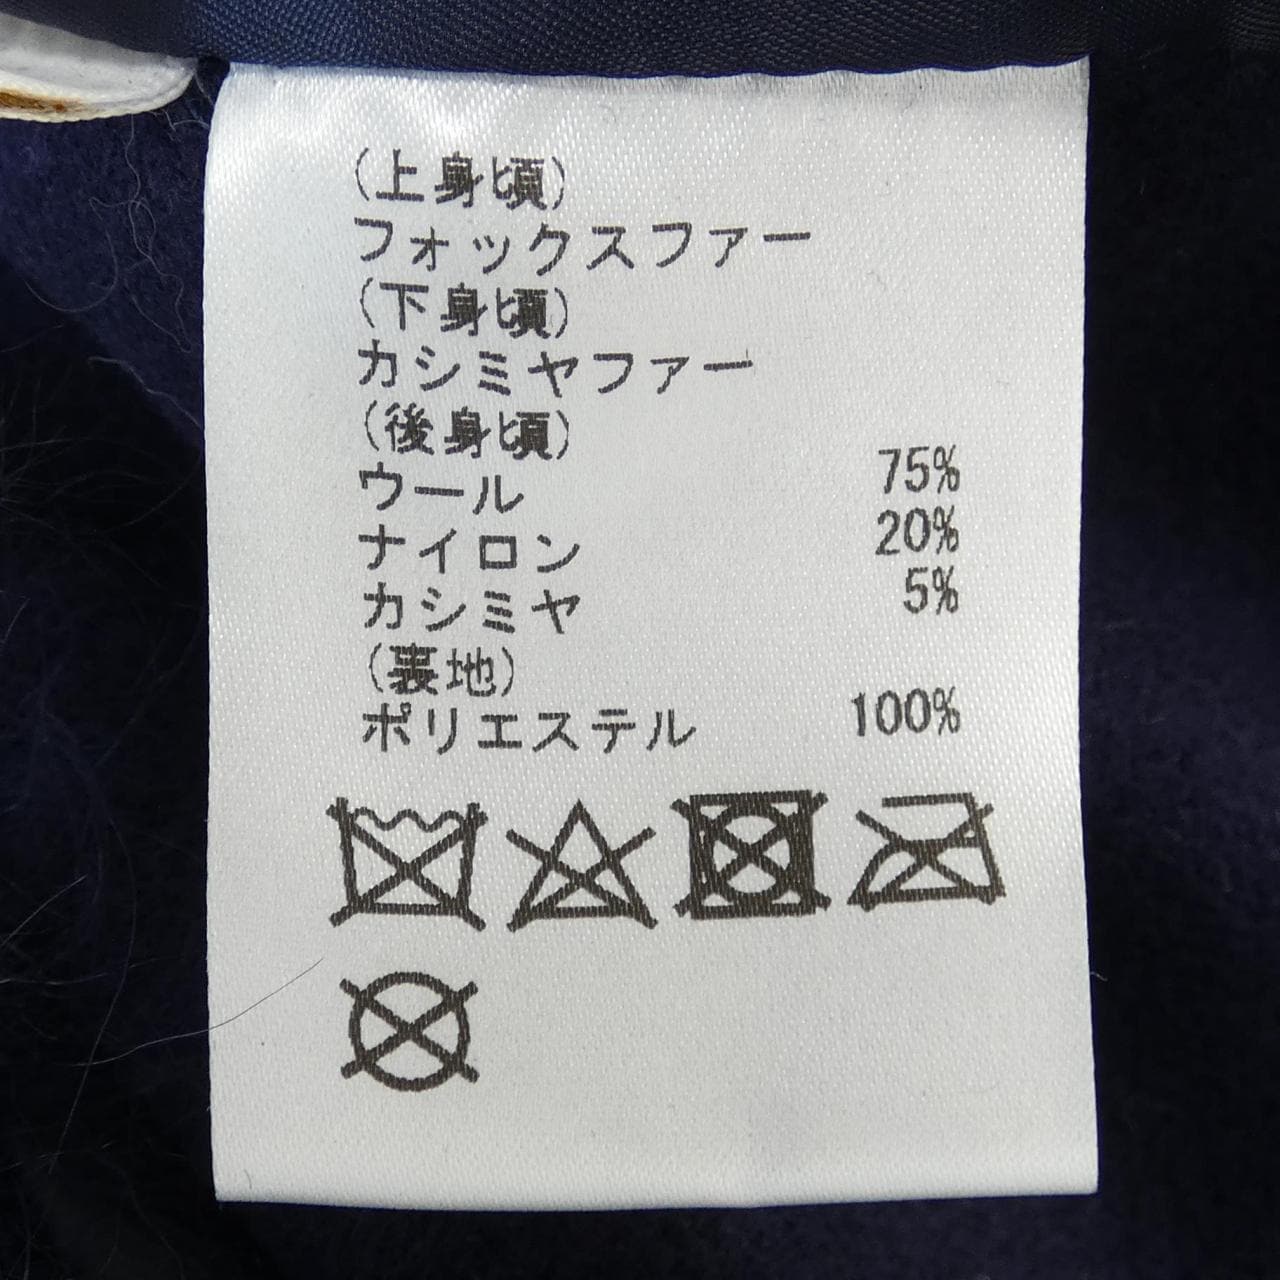 (上身頃)
フォックスファー
(下身頃)
カシミヤファー
(後身頃)
ウール 75%
ナイロン 20%
カシミヤ 5%
(裏地)
ポリエステル 100%